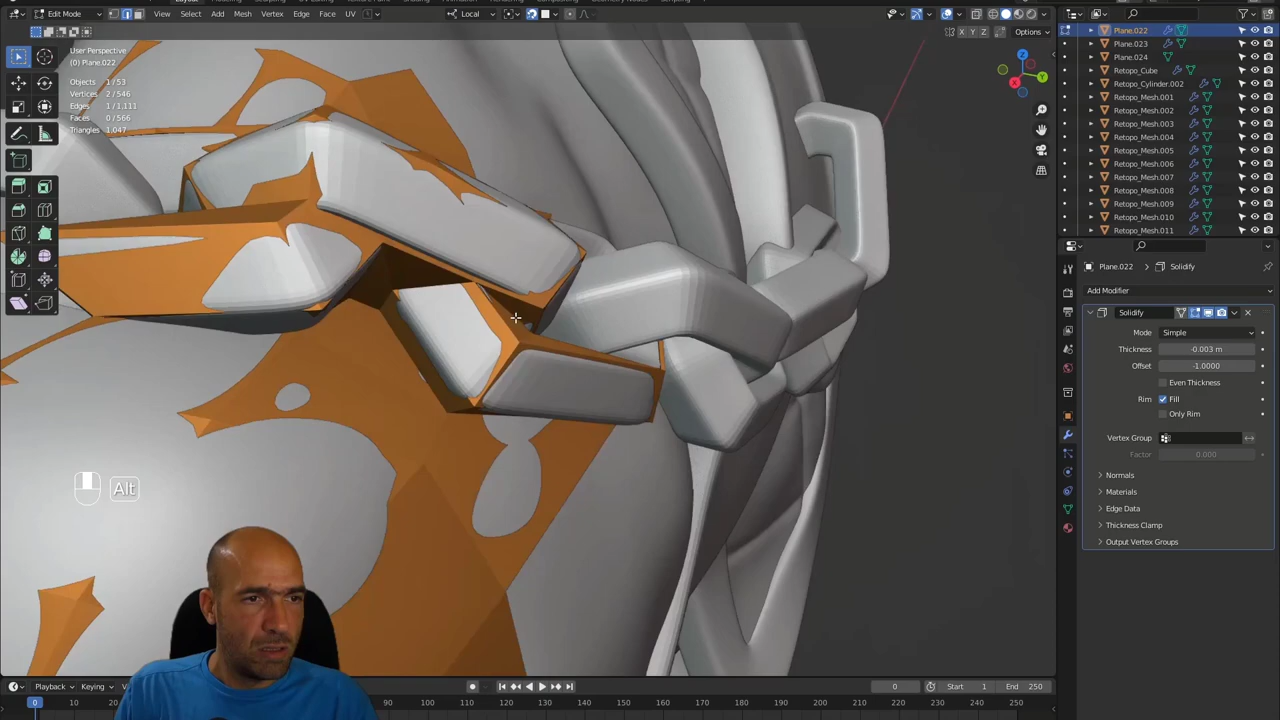 Layout
Edit Mode
View Select Add Mesh Vertex Edge Face UV
Local
Options
X Y Z
User Perspective
(0) Plane.022
Objects 1/53
Vertices 2/546
Edges 1/1,111
Faces 0/566
Triangles 1,047
Z
Y
X
Alt
Plane.022
Plane.023
Plane.024
Retopo_Cube
Retopo_Cylinder.002
Retopo_Mesh.001
Retopo_Mesh.002
Retopo_Mesh.003
Retopo_Mesh.004
Retopo_Mesh.005
Retopo_Mesh.006
Retopo_Mesh.007
Retopo_Mesh.008
Retopo_Mesh.009
Retopo_Mesh.010
Retopo_Mesh.011
Plane.022 > Solidify
Add Modifier
Solidify
Mode Simple
Thickness -0.003 m
Offset -1.0000
Even Thickness
Rim Fill
Only Rim
Vertex Group
Factor 0.000
Normals
Materials
Edge Data
Thickness Clamp
Output Vertex Groups
Playback Keying
0 Start 1 End 250
0 10 80 90 100 110 120 130 140 150 160 170 180 190 200 210 220 230 240 250